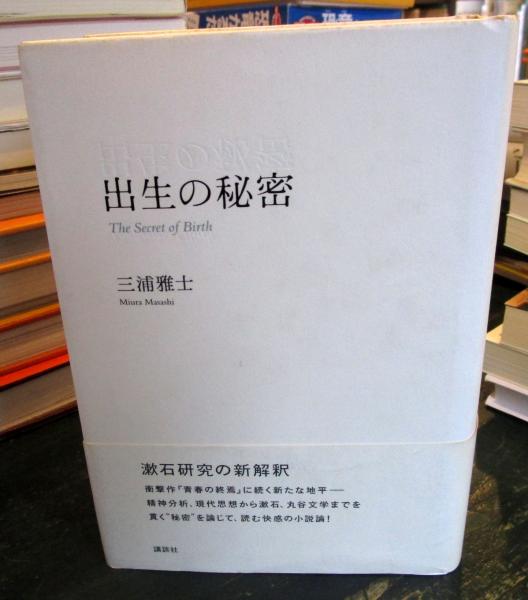 出生の秘密
The Secret of Birth
三浦雅士
Miura Masashi
漱石研究の新解釈
衝撃作『青春の終焉』に続く新たな地平──
精神分析、現代思想から漱石、丸谷文学までを
貫く“秘密”を論じて、読む快感の小説論!
講談社